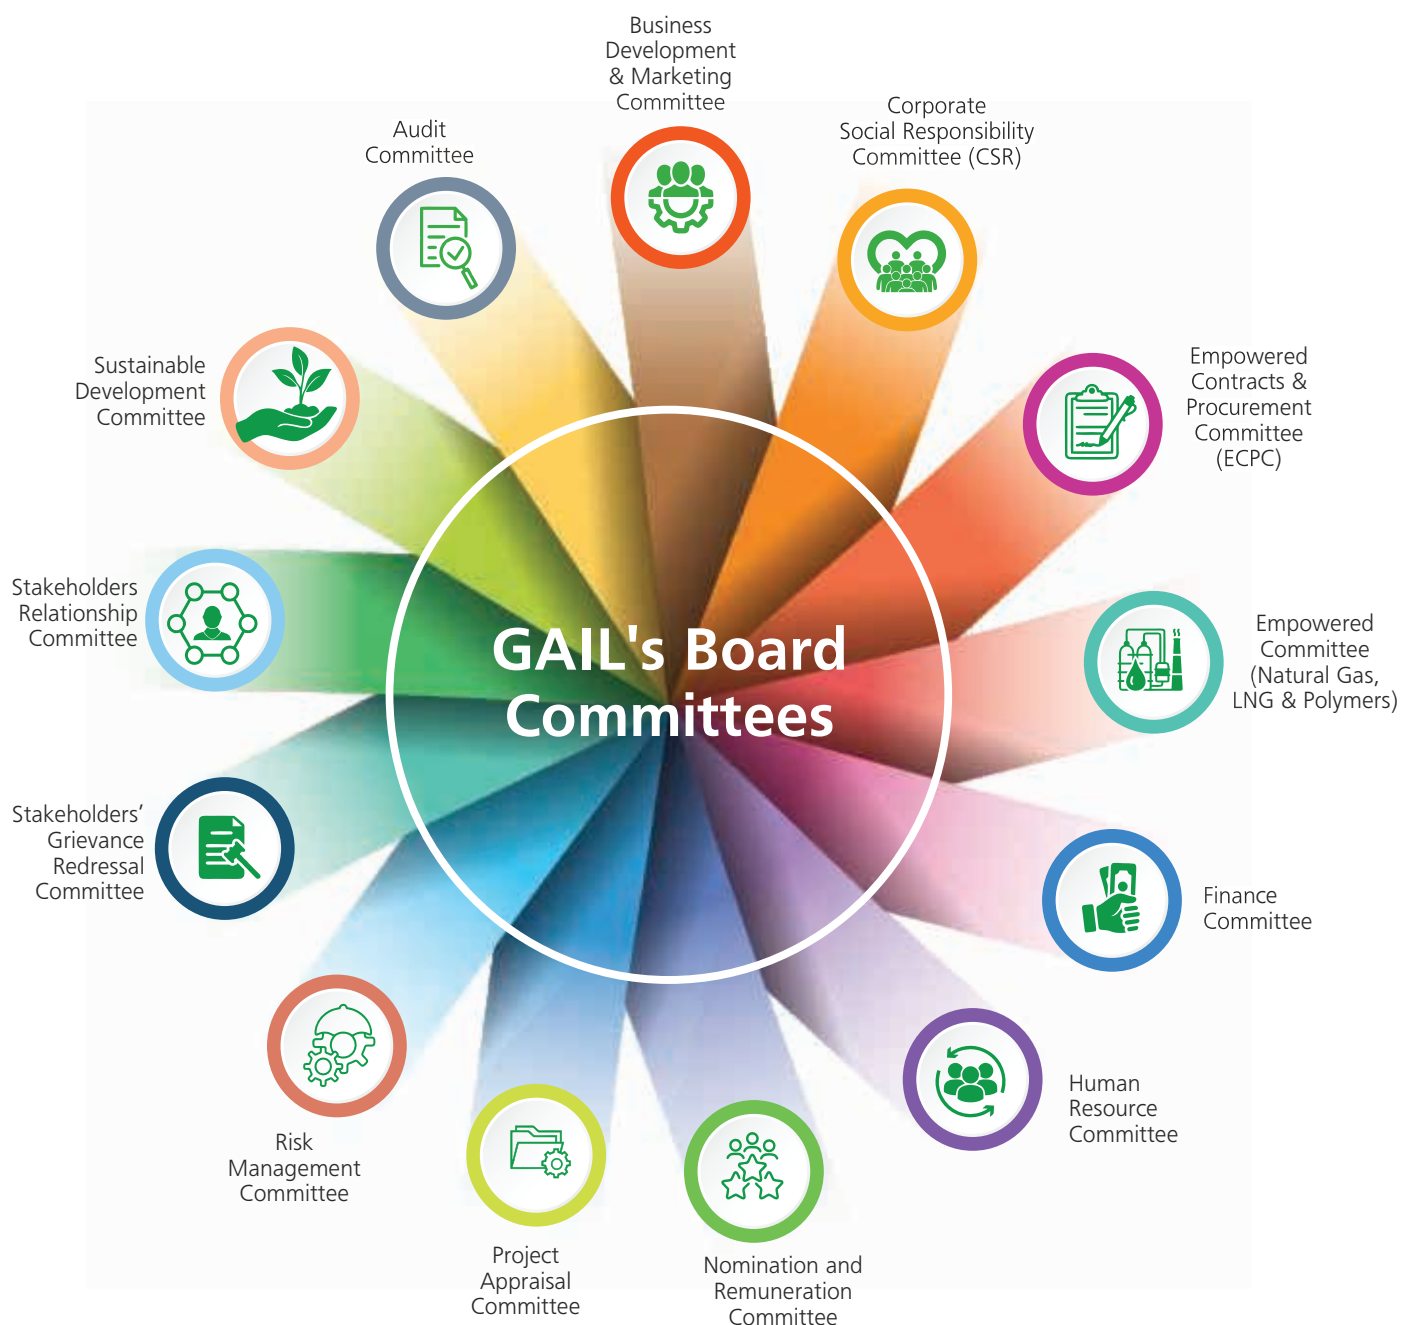 Business
Development
& Marketing
Committee
Corporate
Social Responsibility
Committee (CSR)
Empowered
Contracts &
Procurement
Committee
(ECPC)
Empowered
Committee
(Natural Gas,
LNG & Polymers)
Finance
Committee
Human
Resource
Committee
Nomination and
Remuneration
Committee
Project
Appraisal
Committee
Risk
Management
Committee
Stakeholders’
Grievance
Redressal
Committee
Stakeholders
Relationship
Committee
Sustainable
Development
Committee
Audit
Committee
GAIL's Board
Committees